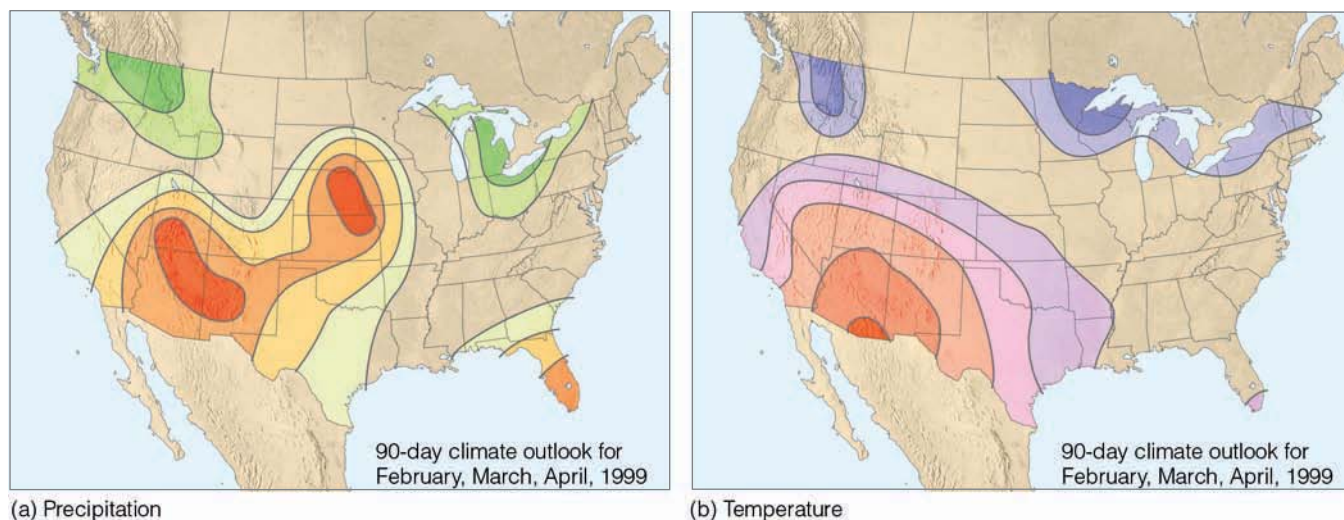 90-day climate outlook for
February, March, April, 1999
(a) Precipitation
90-day climate outlook for
February, March, April, 1999
(b) Temperature